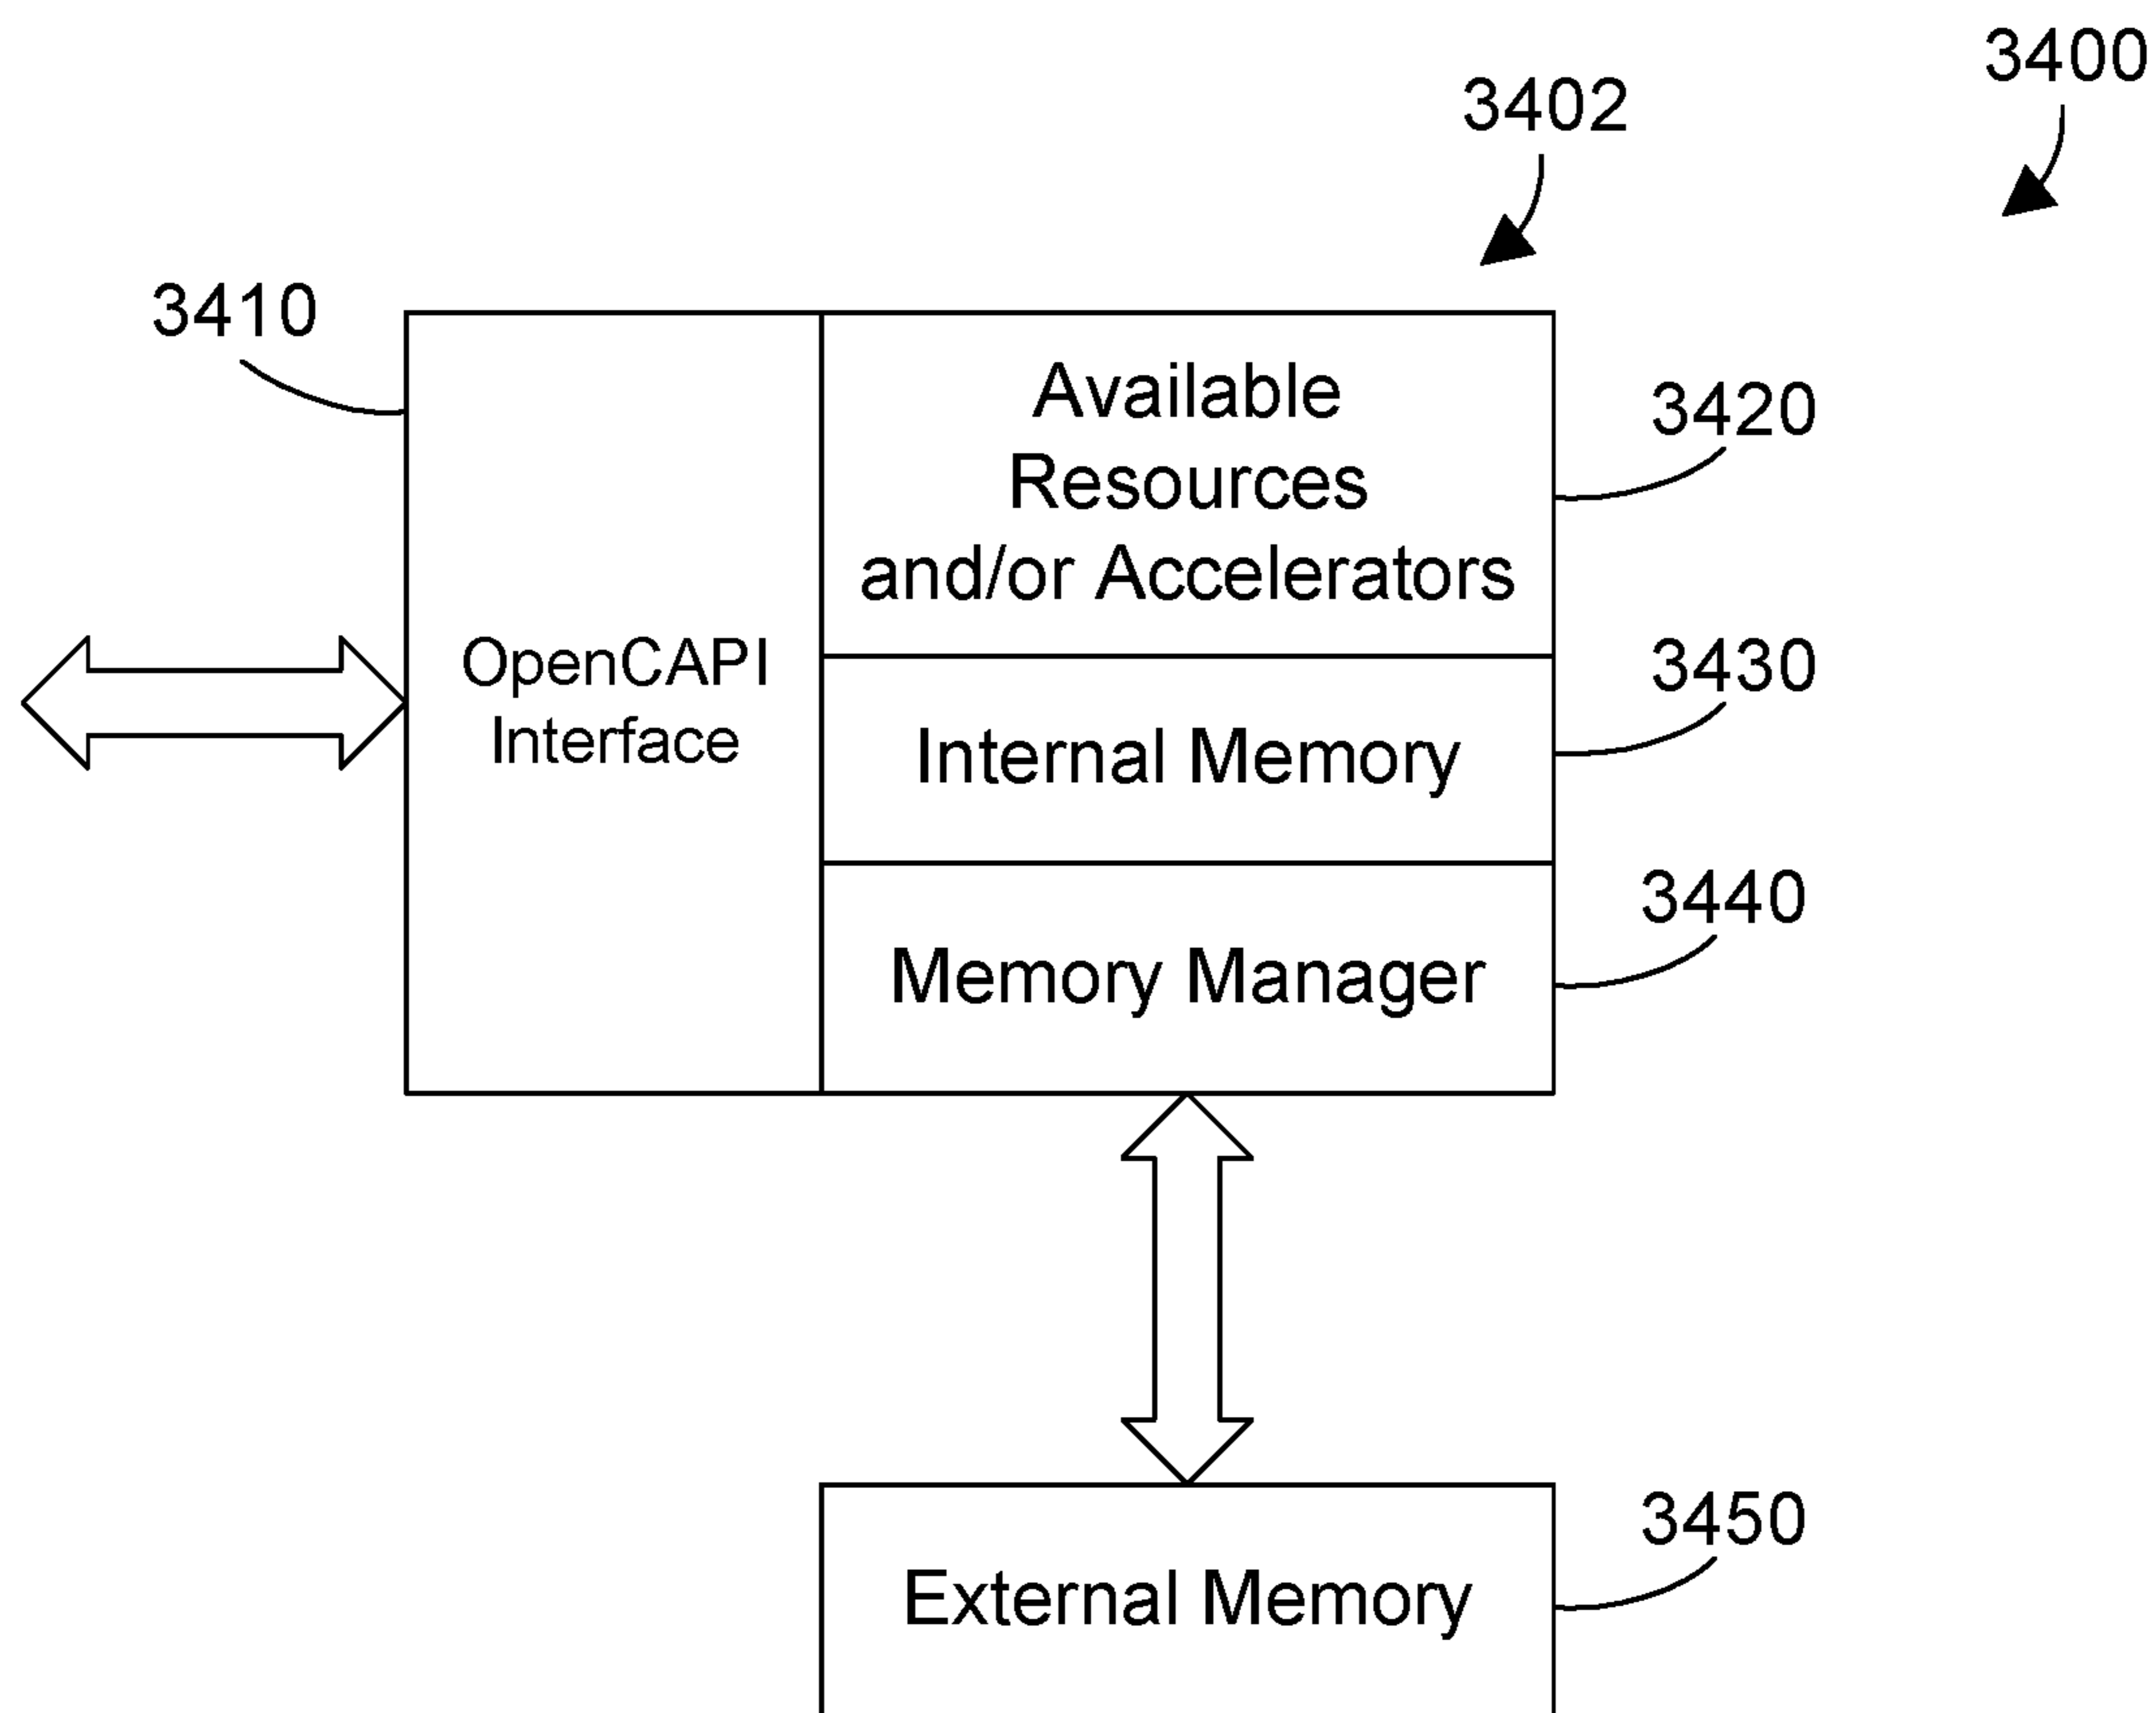 3400
3402
3410
Available
Resources
and/or Accelerators
3420
OpenCAPI
Interface
3430
Internal Memory
3440
Memory Manager
3450
External Memory